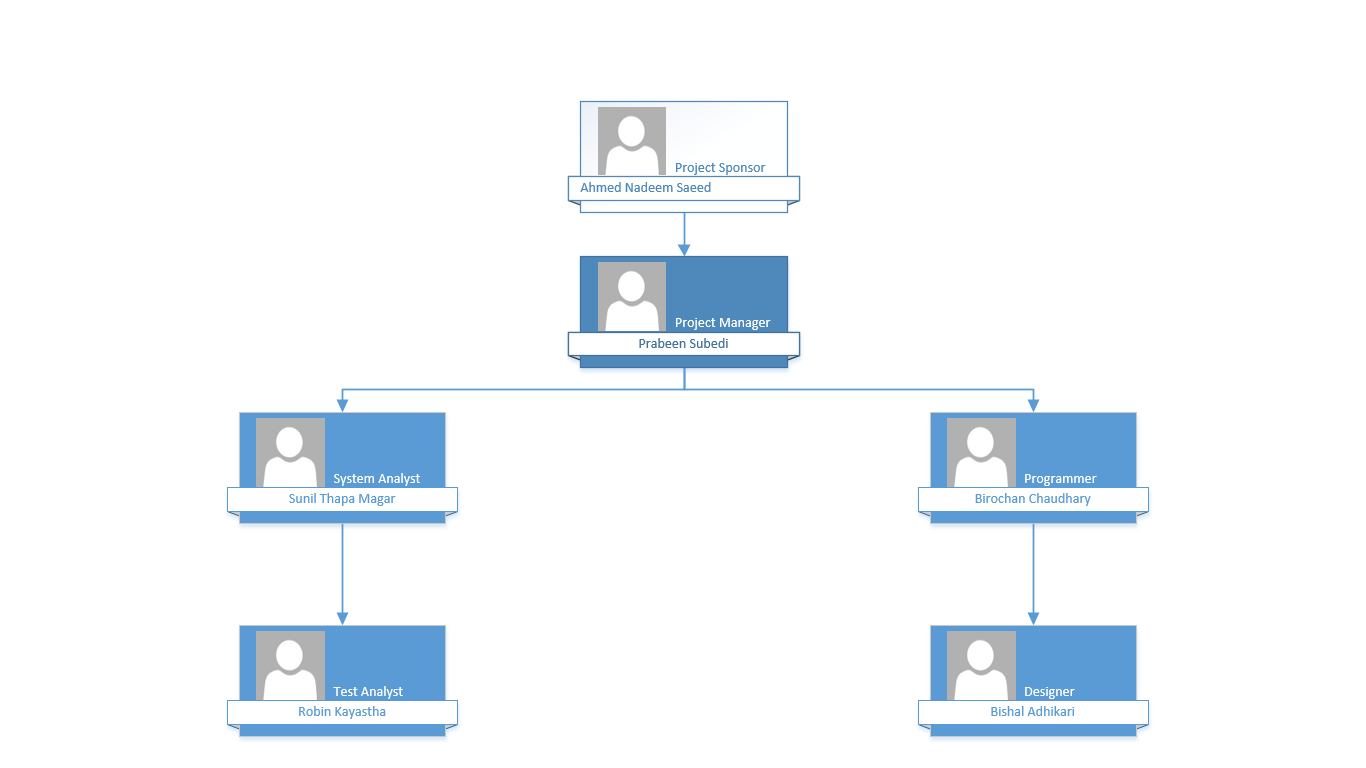 Project Sponsor
Ahmed Nadeem Saeed
Project Manager
Prabeen Subedi
System Analyst
Sunil Thapa Magar
Programmer
Birochan Chaudhary
Test Analyst
Robin Kayastha
Designer
Bishal Adhikari